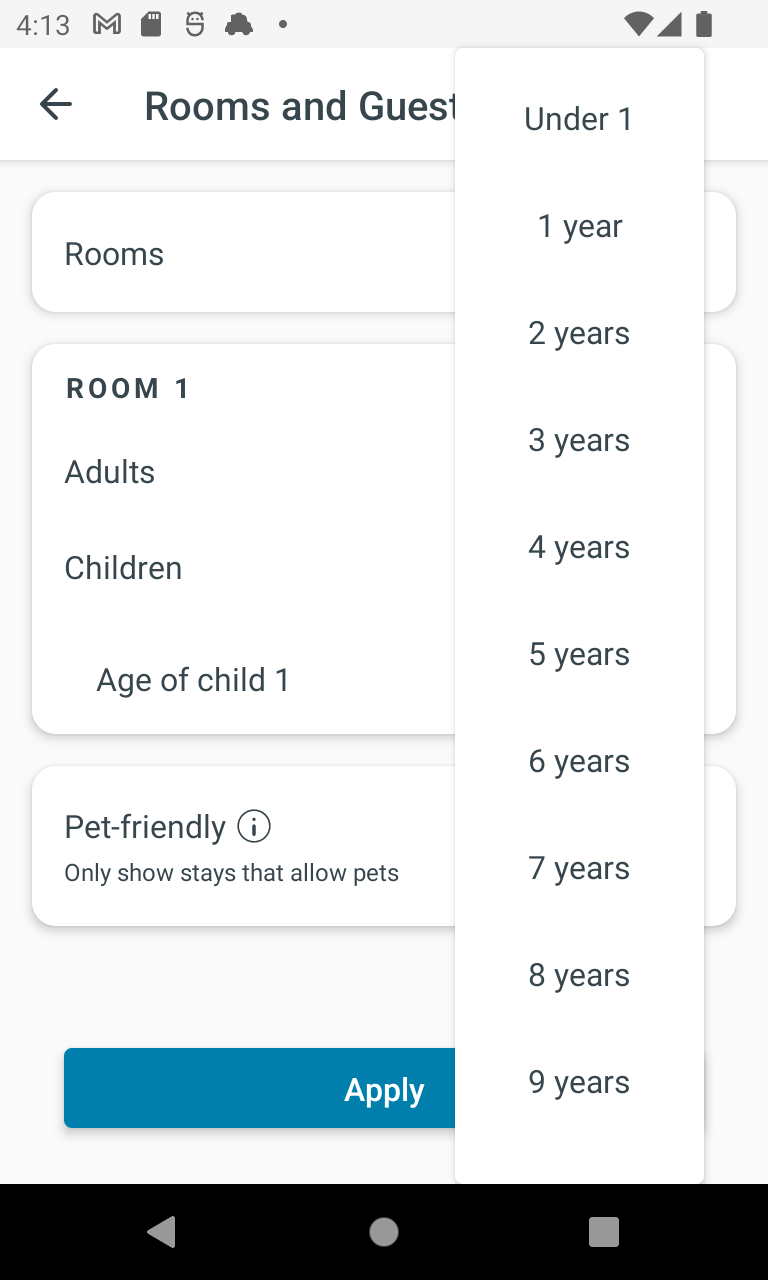 4:13
Rooms and Guest
Rooms
ROOM 1
Adults
Children
Age of child 1
Pet-friendly
Only show stays that allow pets
Apply
Under 1
1 year
2 years
3 years
4 years
5 years
6 years
7 years
8 years
9 years